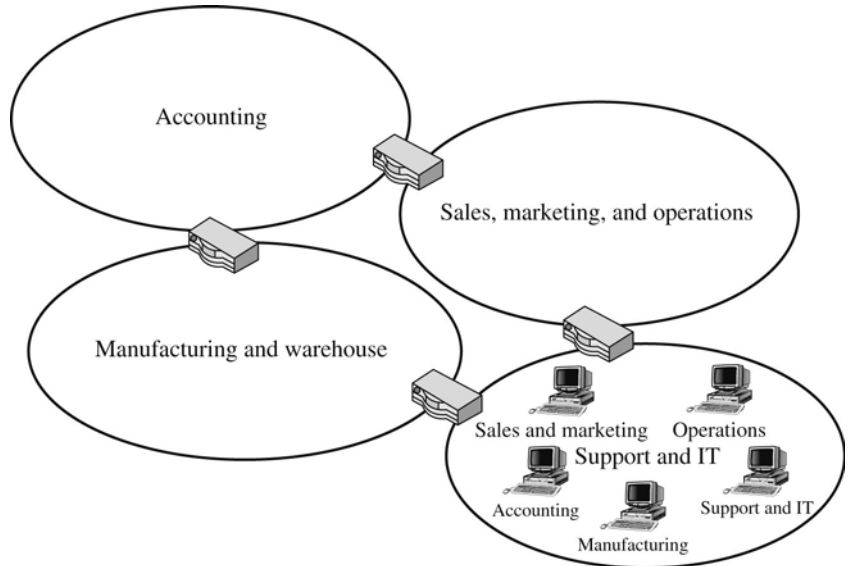 Accounting
Sales, marketing, and operations
Manufacturing and warehouse
Sales and marketing
Operations
Support and IT
Accounting
Support and IT
Manufacturing